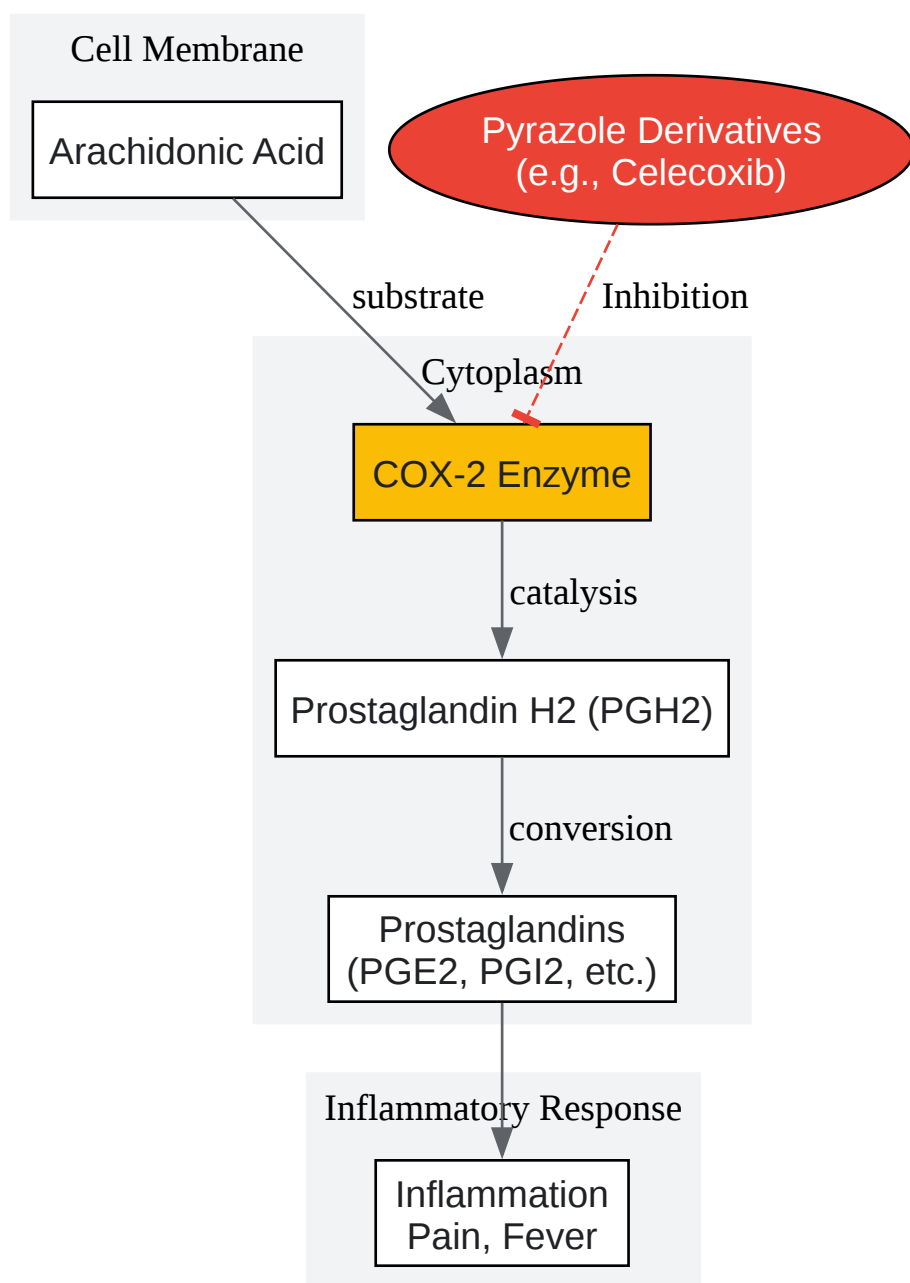 Cell Membrane
Arachidonic Acid
Pyrazole Derivatives
(e.g., Celecoxib)
substrate
Inhibition
Cytoplasm
COX-2 Enzyme
catalysis
Prostaglandin H2 (PGH2)
conversion
Prostaglandins
(PGE2, PGI2, etc.)
Inflammatory Response
Inflammation
Pain, Fever